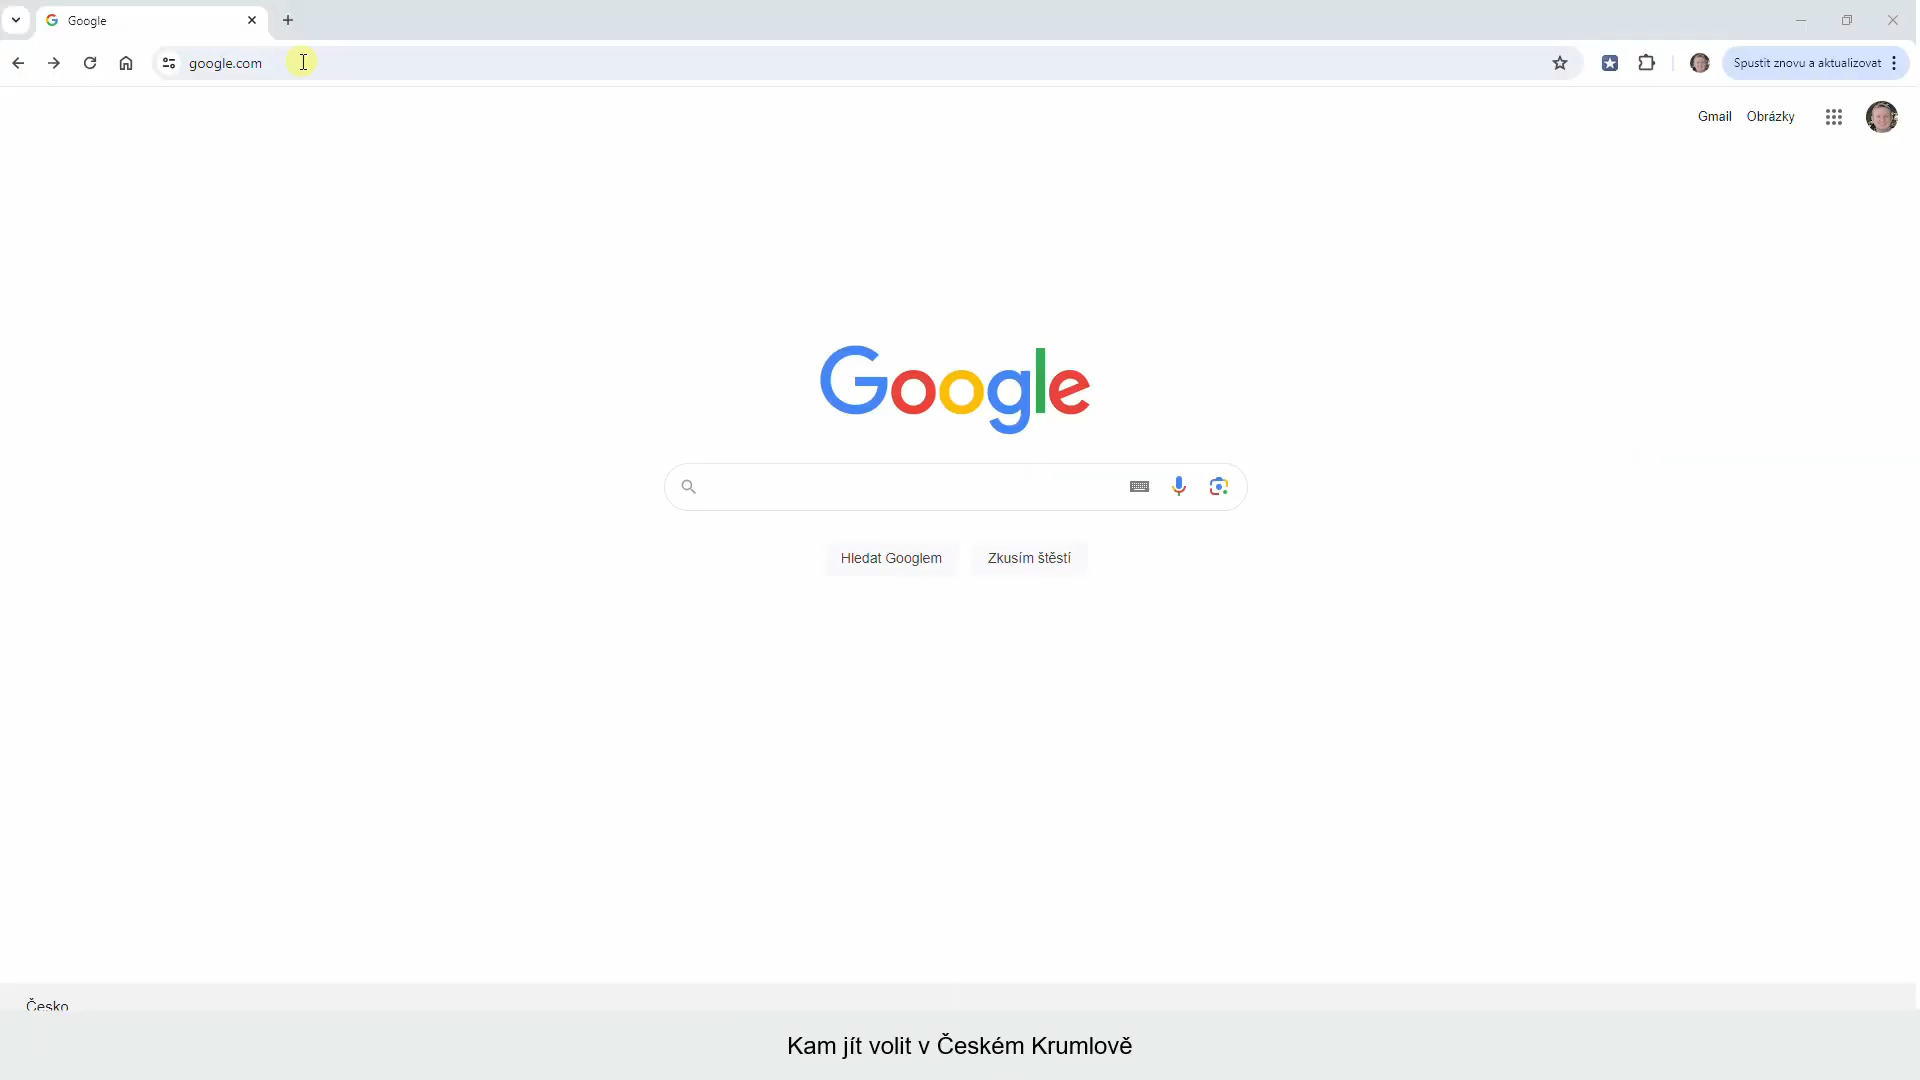 Google
google.com
Spustit znovu a aktualizovat
Gmail Obrázky
Google
Hledat Googlem Zkusím štěstí
Česko
Kam jít volit v Českém Krumlově